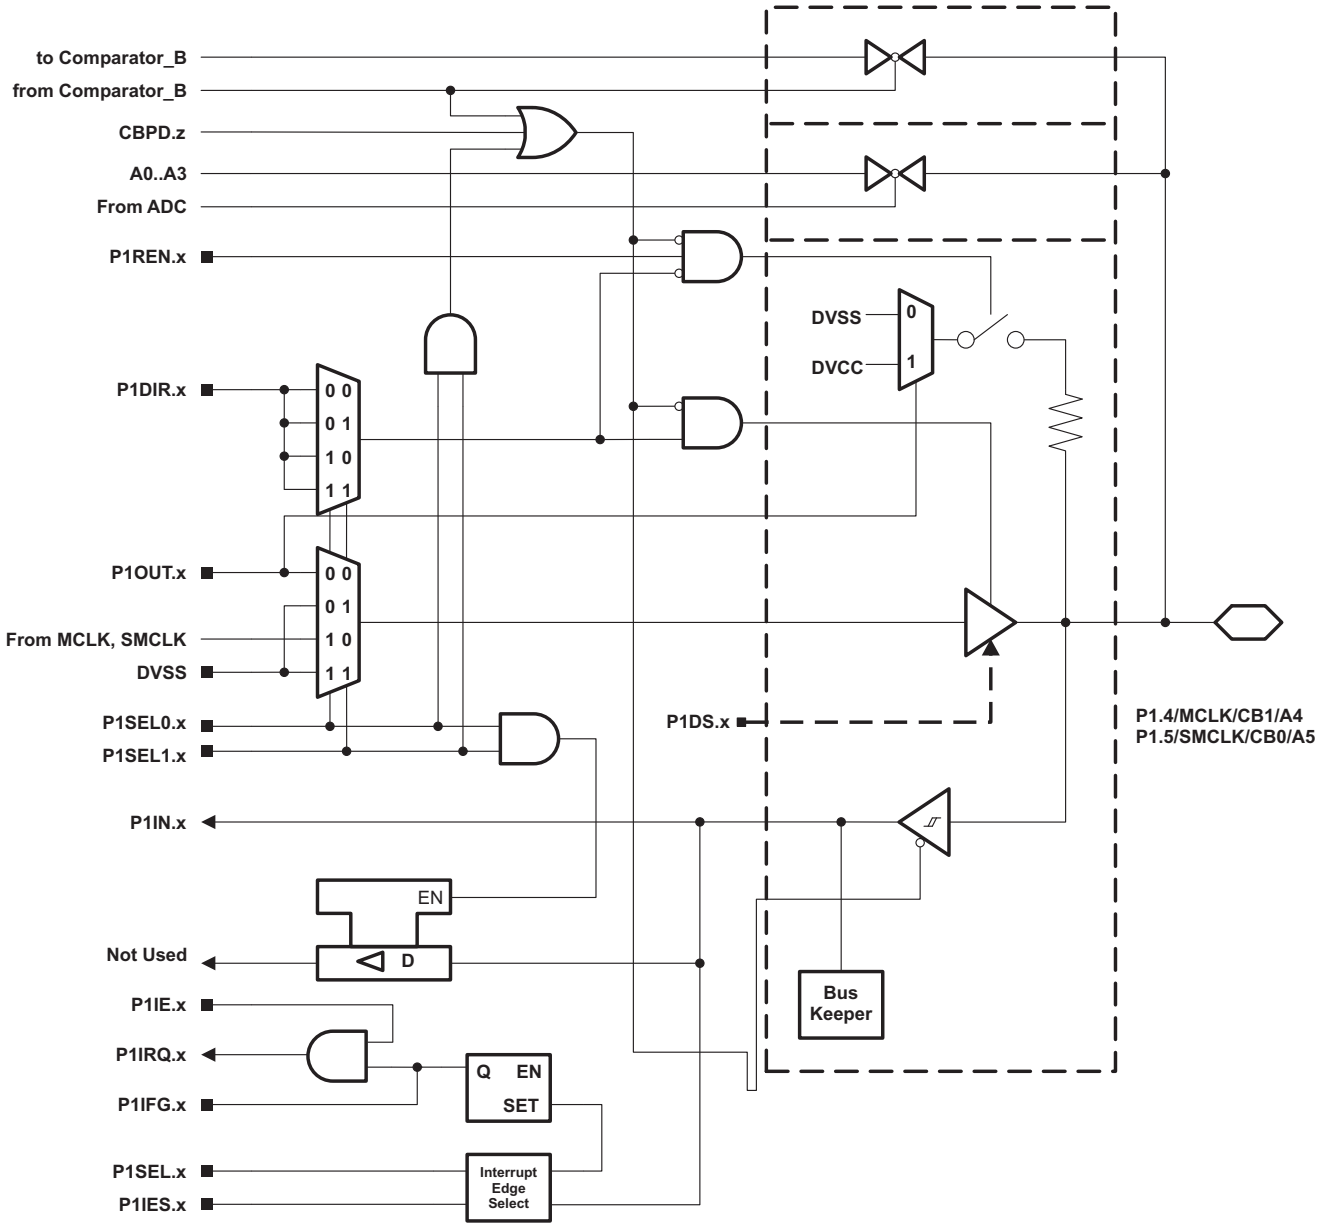 to Comparator_B
from Comparator_B
CBPD.z
A0..A3
From ADC
P1REN.x
DVSS
0
DVCC
1
P1DIR.x
0 0
0 1
1 0
1 1
P1OUT.x
0 0
0 1
From MCLK, SMCLK
1 0
DVSS
1 1
P1SEL0.x
P1SEL1.x
P1DS.x
P1.4/MCLK/CB1/A4
P1.5/SMCLK/CB0/A5
P1IN.x
EN
Not Used
D
Bus
Keeper
P1IE.x
P1IRQ.x
Q EN
SET
P1IFG.x
P1SEL.x
P1IES.x
Interrupt
Edge
Select